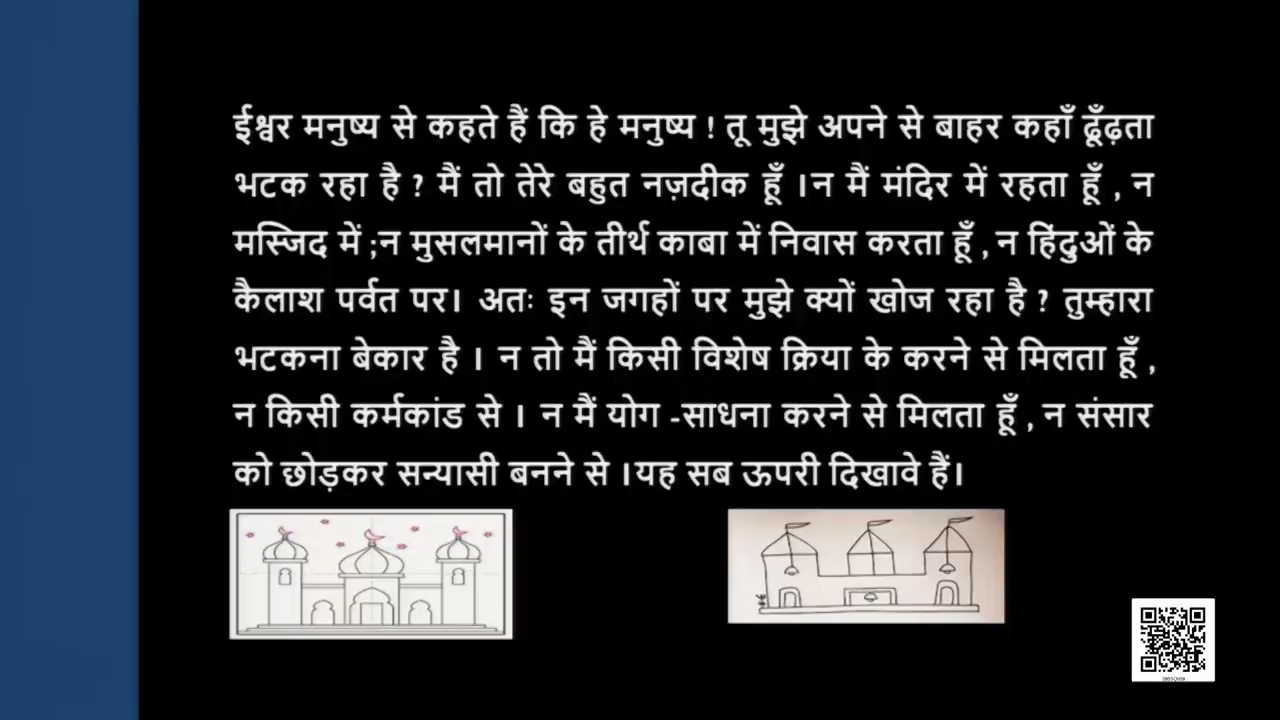 ईश्वर मनुष्य से कहते हैं कि हे मनुष्य ! तू मुझे अपने से बाहर कहाँ ढूँढ़ता
भटक रहा है ? मैं तो तेरे बहुत नज़दीक हूँ ।न मैं मंदिर में रहता हूँ , न
मस्जिद में ;न मुसलमानों के तीर्थ काबा में निवास करता हूँ , न हिंदुओं के
कैलाश पर्वत पर। अतः इन जगहों पर मुझे क्यों खोज रहा है ? तुम्हारा
भटकना बेकार है । न तो मैं किसी विशेष क्रिया के करने से मिलता हूँ ,
न किसी कर्मकांड से । न मैं योग -साधना करने से मिलता हूँ , न संसार
को छोड़कर सन्यासी बनने से ।यह सब ऊपरी दिखावे हैं।